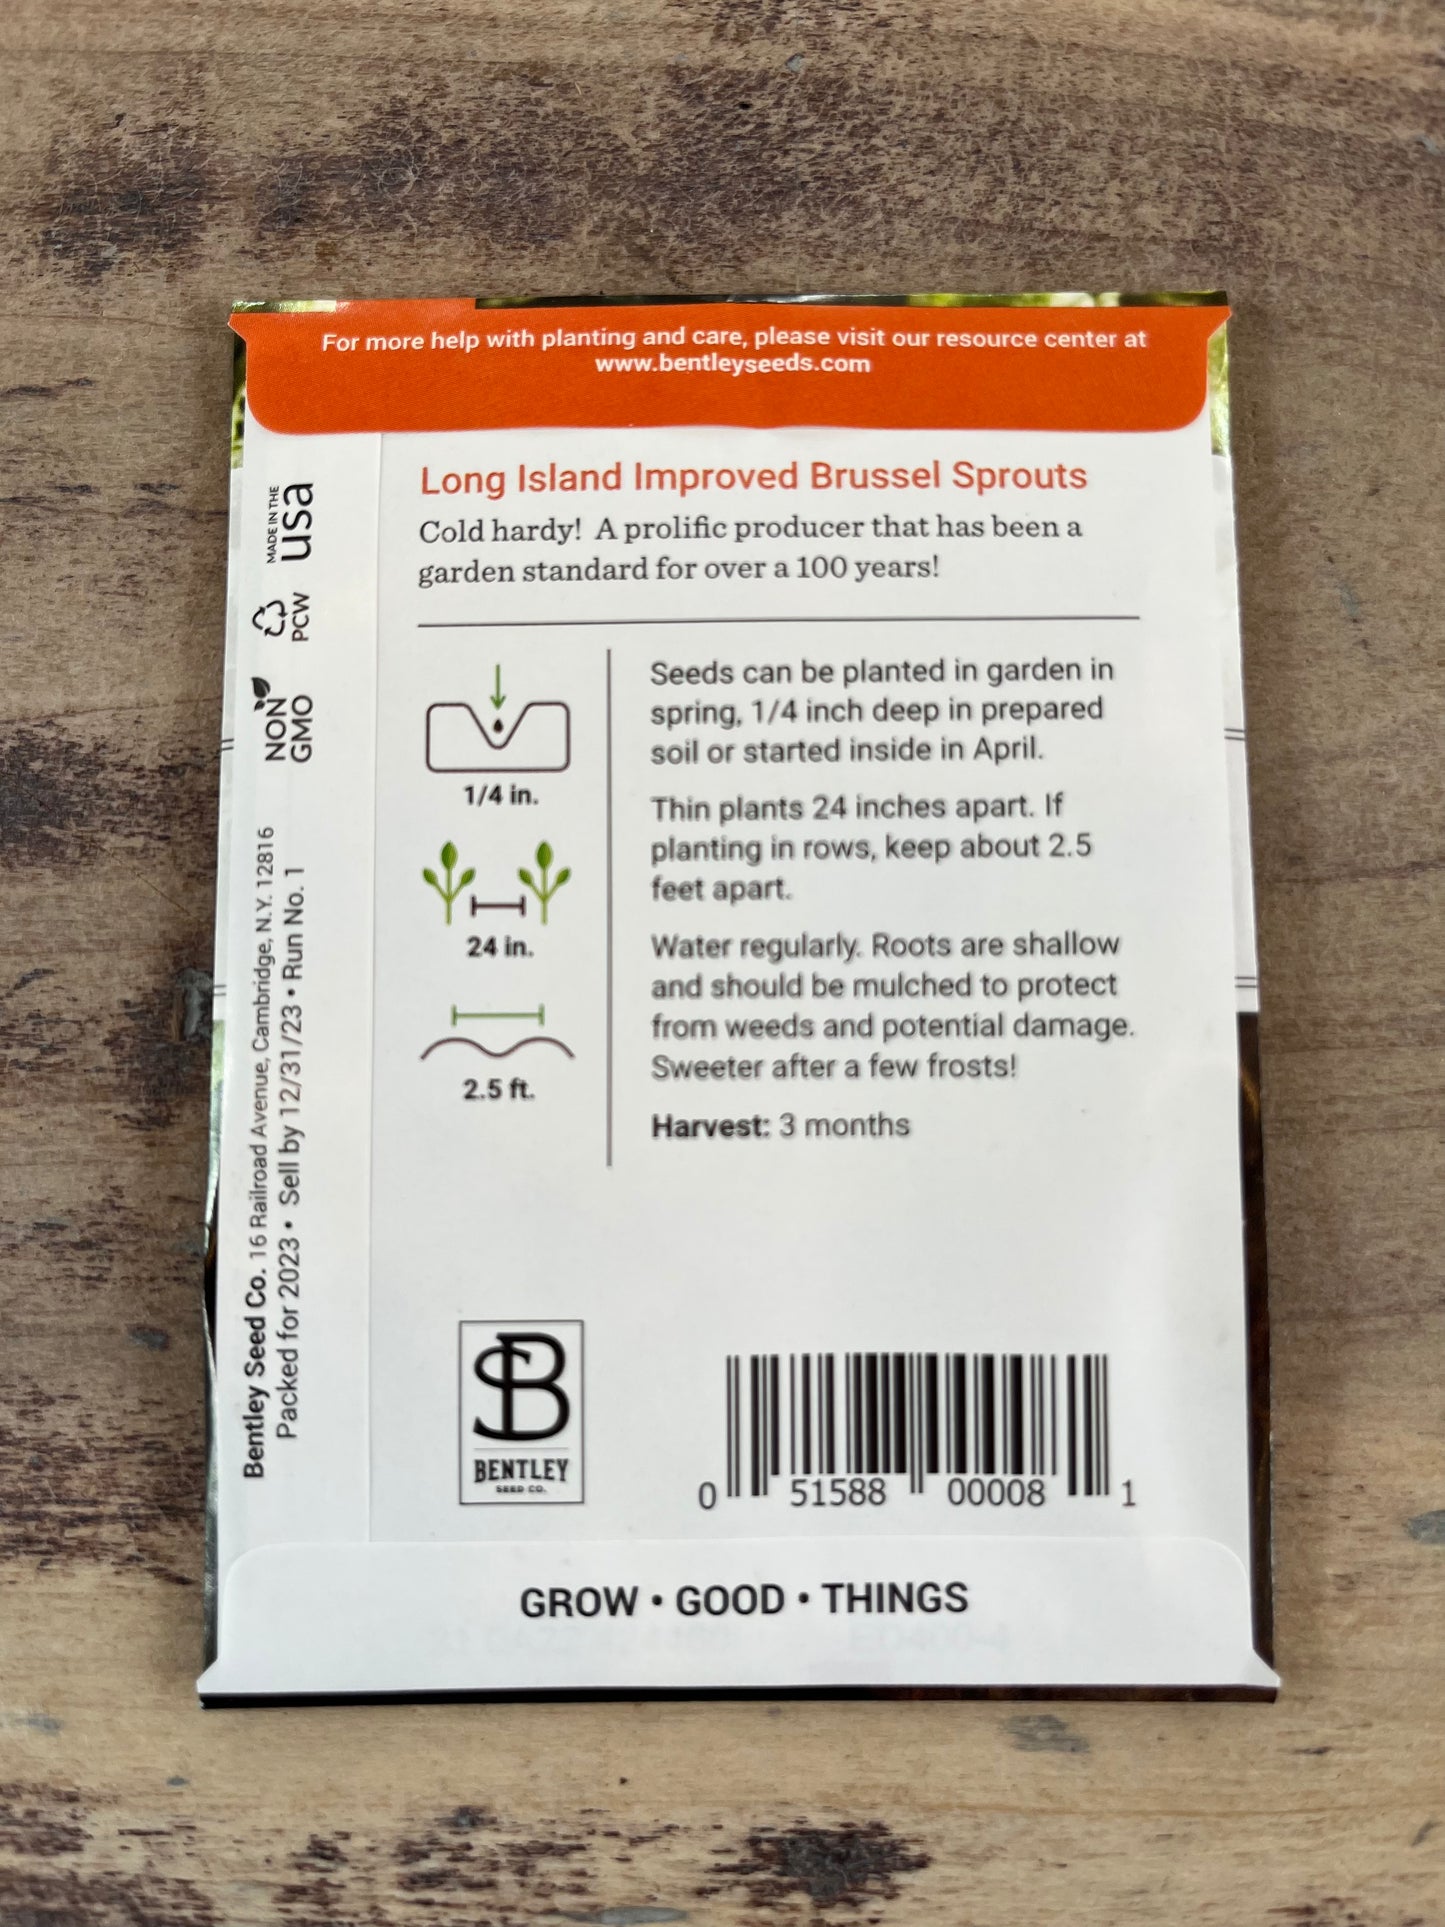 For more help with planting and care, please visit our resource center at
www.bentleyseeds.com
Long Island Improved Brussel Sprouts
Cold hardy! A prolific producer that has been a
garden standard for over a 100 years!
1/4 in.
24 in.
2.5 ft.
Seeds can be planted in garden in
spring, 1/4 inch deep in prepared
soil or started inside in April.
Thin plants 24 inches apart. If
planting in rows, keep about 2.5
feet apart.
Water regularly. Roots are shallow
and should be mulched to protect
from weeds and potential damage.
Sweeter after a few frosts!
Harvest: 3 months
MADE IN THE
usa
PCW
NON
GMO
Bentley Seed Co. 16 Railroad Avenue, Cambridge, N.Y. 12816
Packed for 2023 • Sell by 12/31/23 • Run No. 1
SB
BENTLEY
SEED CO.
0 51588 00008 1
GROW • GOOD • THINGS